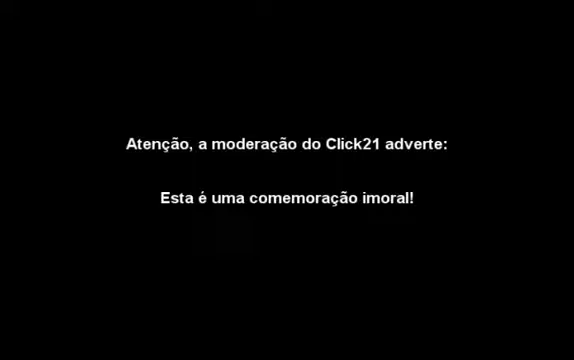 Atenção, a moderação do Click21 adverte:
Esta é uma comemoração imoral!